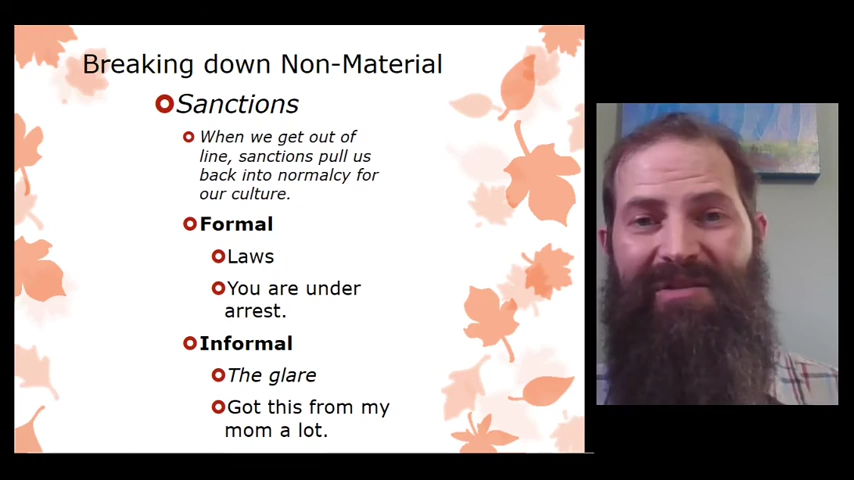 Breaking down Non-Material
Sanctions
When we get out of
line, sanctions pull us
back into normalcy for
our culture.
Formal
Laws
You are under
arrest.
Informal
The glare
Got this from my
mom a lot.